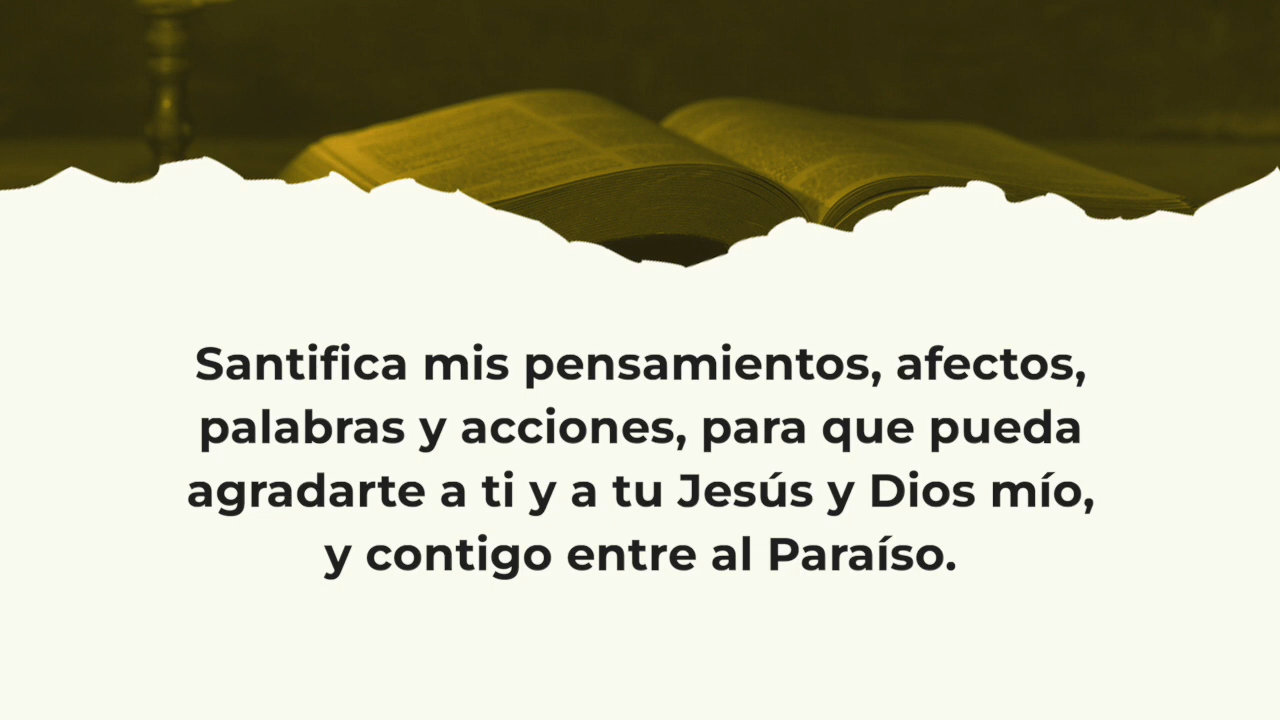 Santifica mis pensamientos, afectos,
palabras y acciones, para que pueda
agradarte a ti y a tu Jesús y Dios mío,
y contigo entre al Paraíso.